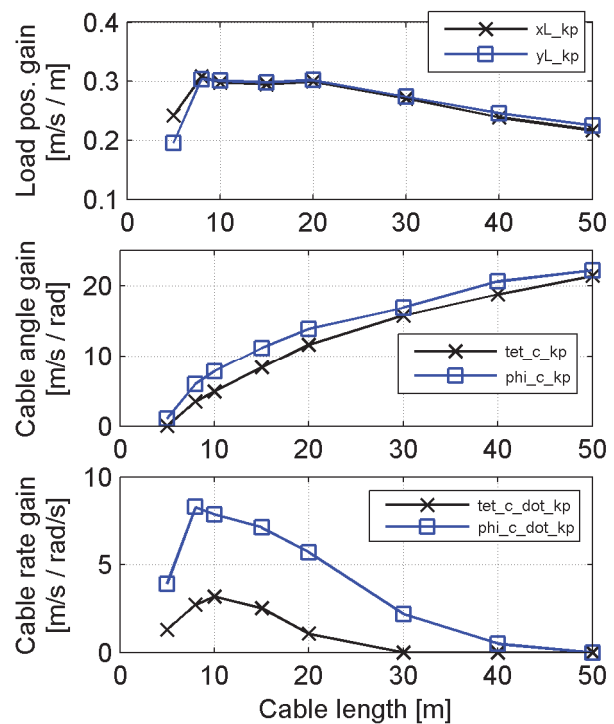 Load pos. gain
[m/s / m]
0.4
0.3
0.2
0.1
xL_kp
yL_kp
0 10 20 30 40 50
Cable angle gain
[m/s / rad]
20
10
0
tet_c_kp
phi_c_kp
0 10 20 30 40 50
Cable rate gain
[m/s / rad/s]
10
5
0
tet_c_dot_kp
phi_c_dot_kp
0 10 20 30 40 50
Cable length [m]